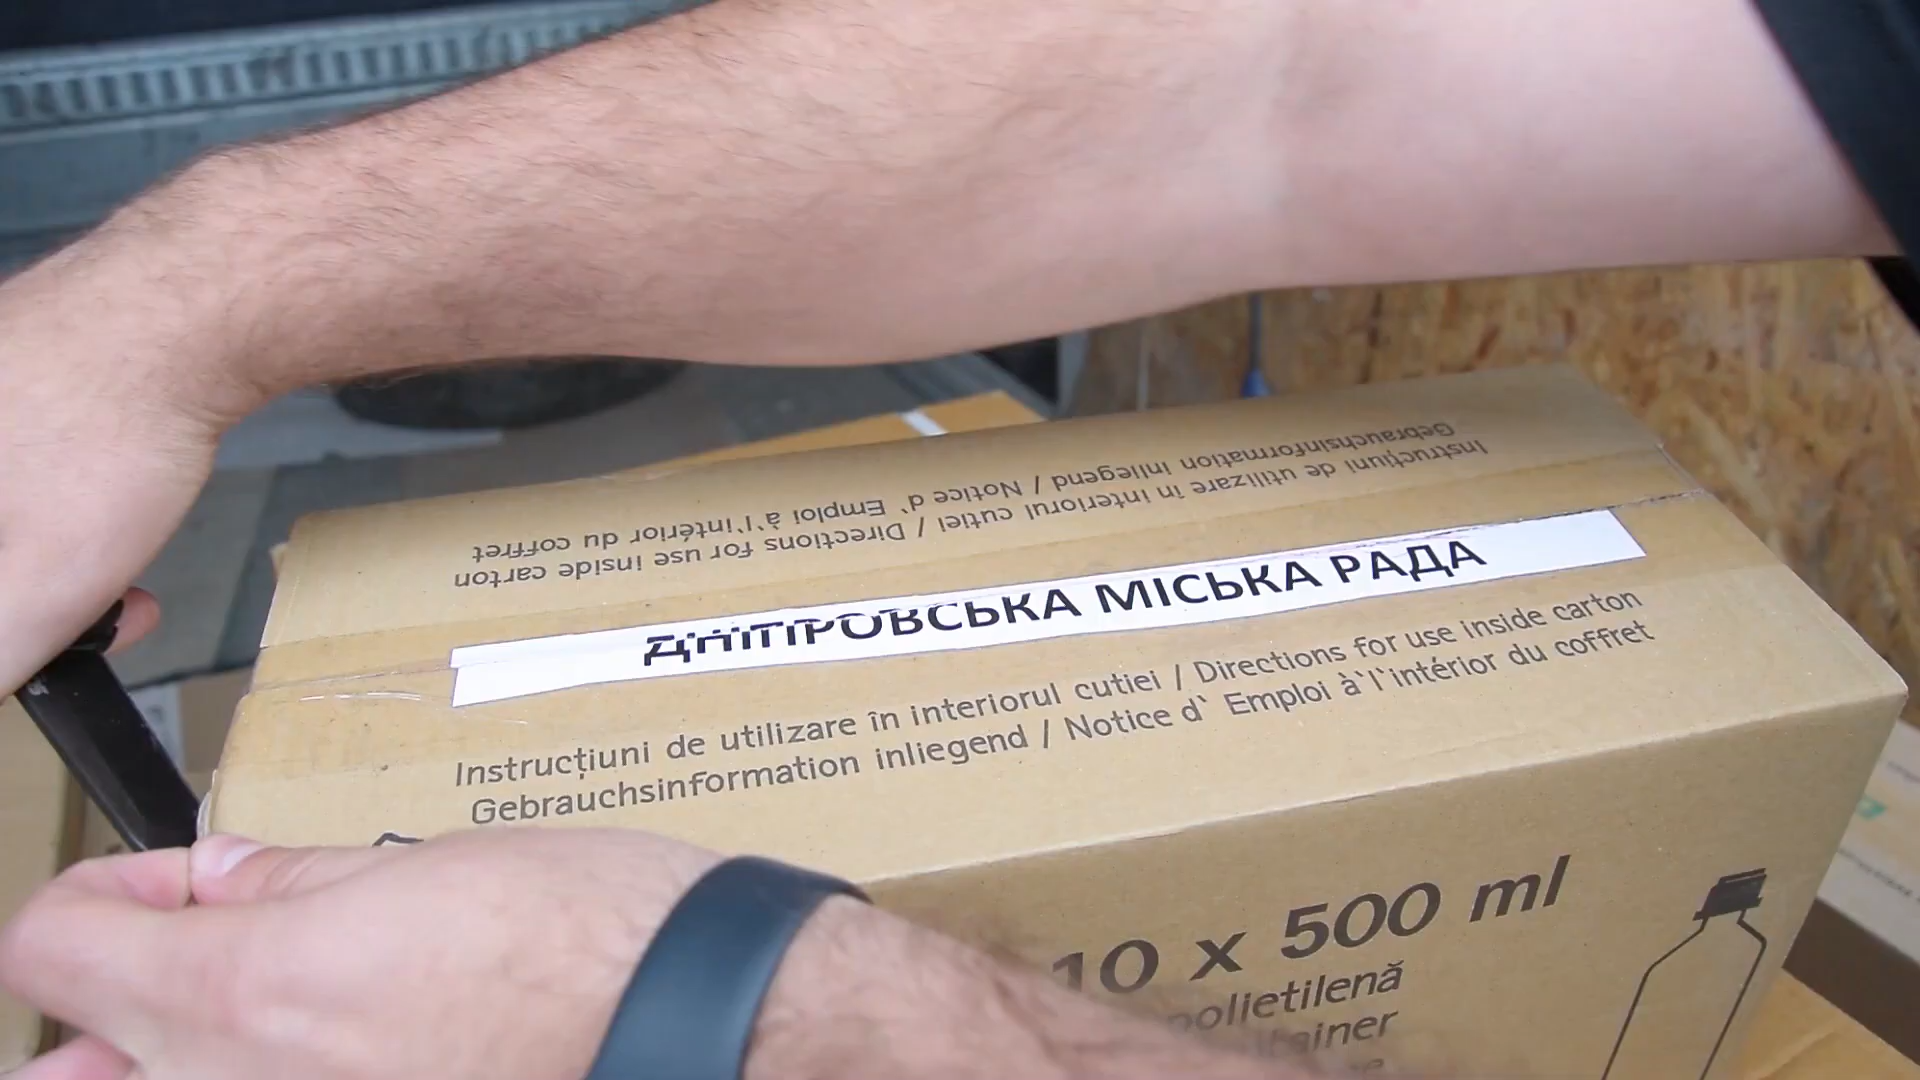 Gebrauchsinformation inliegend / Notice d` Emploi à`l`intérior du coffret
Instrucțiuni de utilizare în interiorul cutiei / Directions for use inside carton
ДНІПРОВСЬКА МІСЬКА РАДА
Instrucțiuni de utilizare în interiorul cutiei / Directions for use inside carton
Gebrauchsinformation inliegend / Notice d` Emploi à`l`intérior du coffret
10 x 500 ml
polietilenă